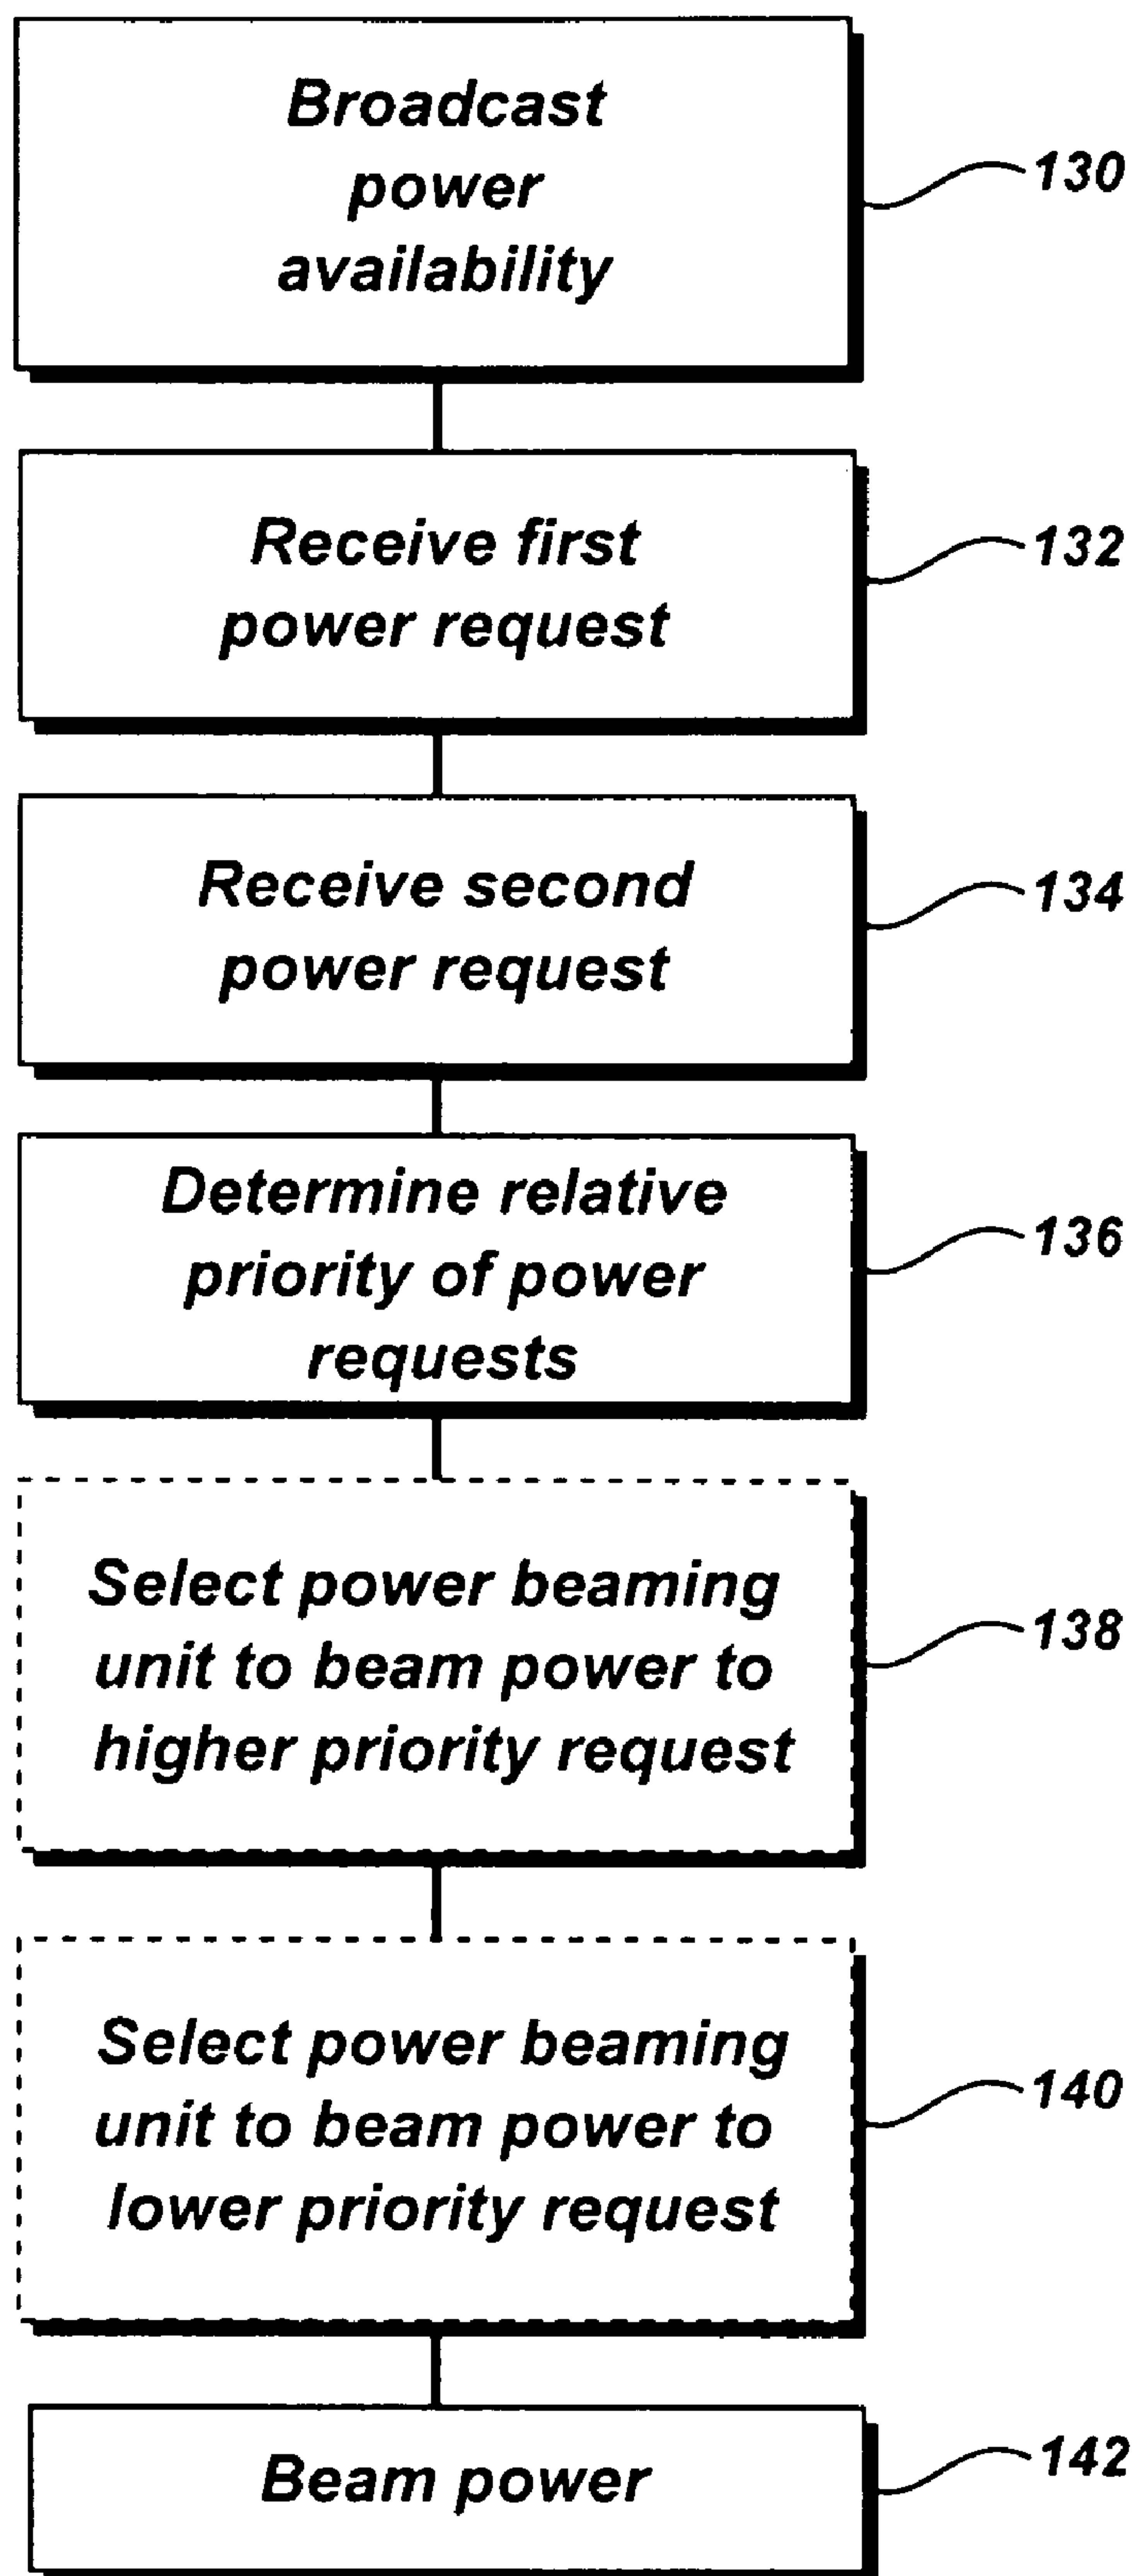 Broadcast
power
availability
130
Receive first
power request
132
Receive second
power request
134
Determine relative
priority of power
requests
136
Select power beaming
unit to beam power to
higher priority request
138
Select power beaming
unit to beam power to
lower priority request
140
Beam power
142